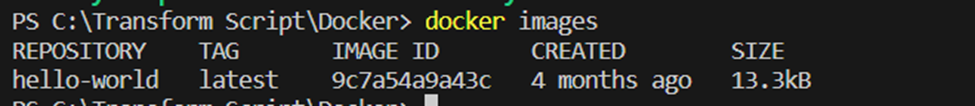 PS C:\Transform Script\Docker> docker images
REPOSITORY TAG IMAGE ID CREATED SIZE
hello-world latest 9c7a54a9a43c 4 months ago 13.3kB
PS C:\Transform Script\Docker>